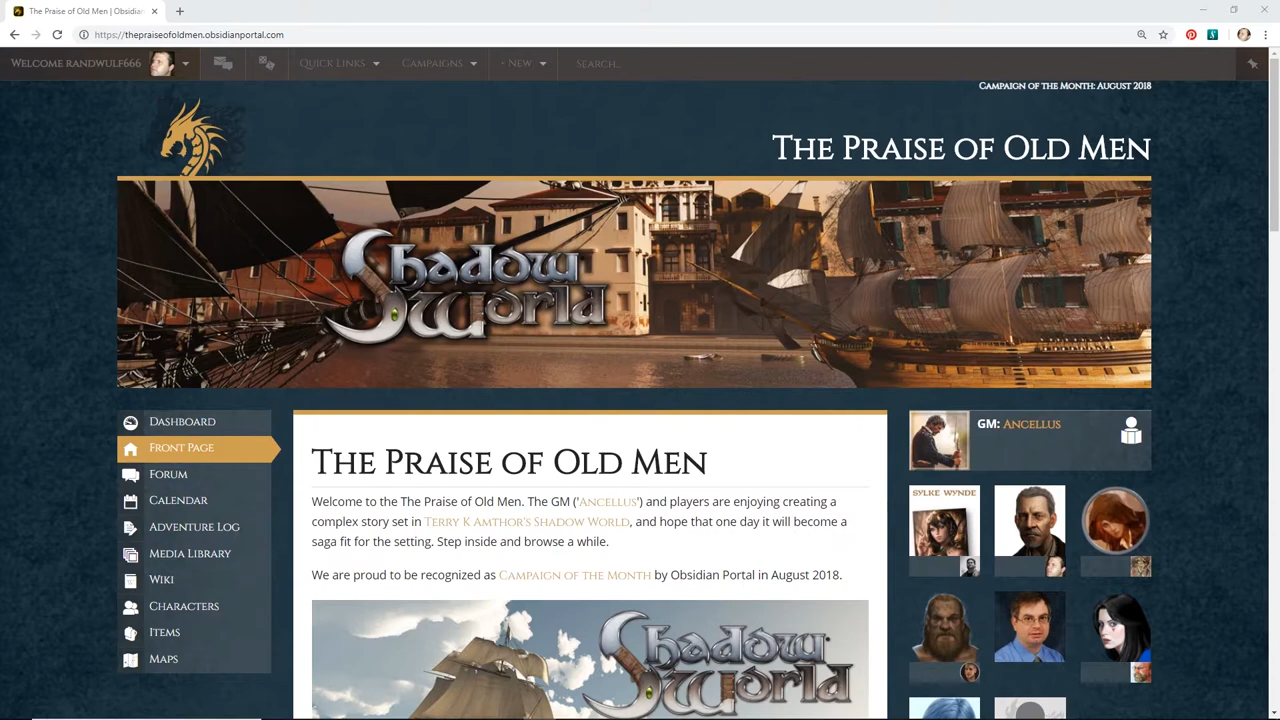 The Praise of Old Men | Obsidian
https://thepraiseofoldmen.obsidianportal.com
Welcome randwulf666
Quick Links
Campaigns
+ New
Search...
Campaign of the Month: August 2018
The Praise of Old Men
Shadow
World
Dashboard
Front Page
Forum
Calendar
Adventure Log
Media Library
Wiki
Characters
Items
Maps
The Praise of Old Men
Welcome to the The Praise of Old Men. The GM ('Ancellus') and players are enjoying creating a
complex story set in Terry K Amthor's Shadow World, and hope that one day it will become a
saga fit for the setting. Step inside and browse a while.
We are proud to be recognized as Campaign of the Month by Obsidian Portal in August 2018.
Shadow
World
GM: Ancellus
Sylke Wynde